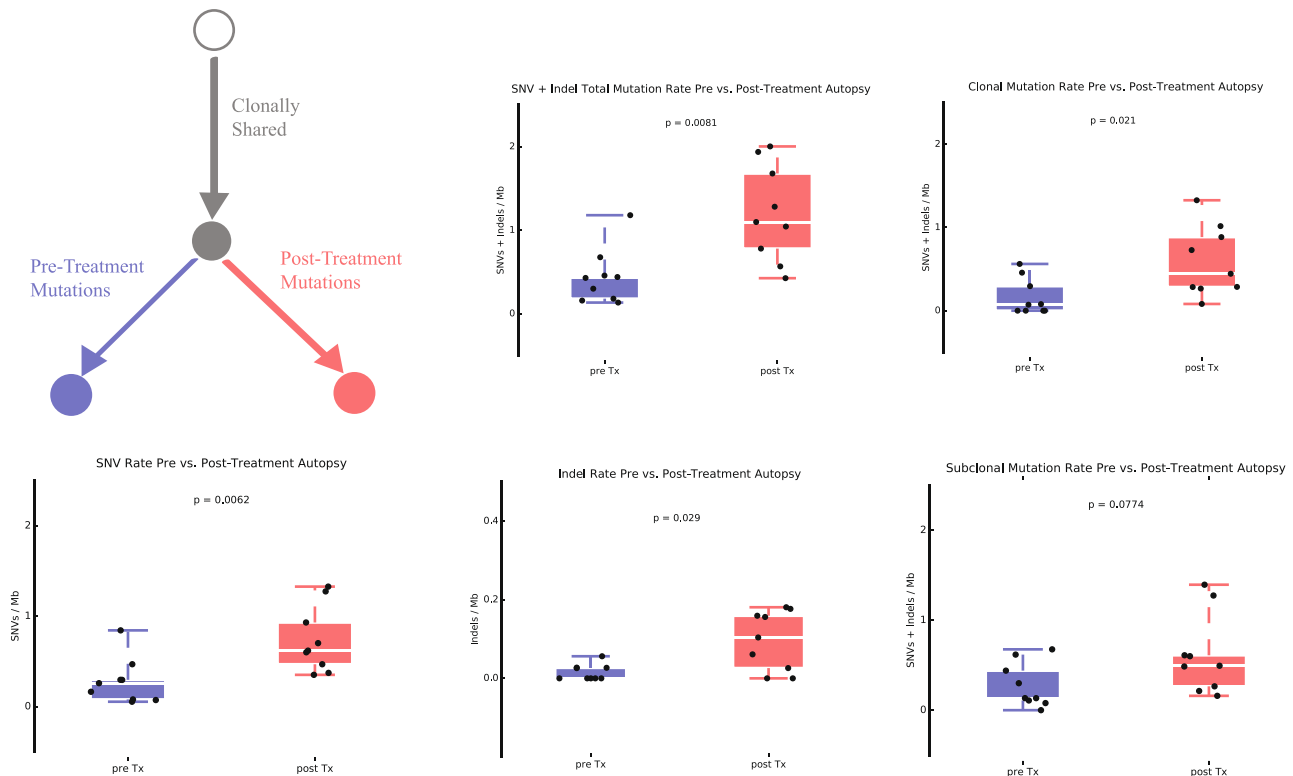 Clonally
Shared
Pre-Treatment
Mutations
Post-Treatment
Mutations
SNV + Indel Total Mutation Rate Pre vs. Post-Treatment Autopsy
p = 0.0081
SNVs + Indels / Mb
2
1
0
pre Tx
post Tx
Clonal Mutation Rate Pre vs. Post-Treatment Autopsy
p = 0.021
SNVs + Indels / Mb
2
1
0
pre Tx
post Tx
SNV Rate Pre vs. Post-Treatment Autopsy
p = 0.0062
SNVs / Mb
2
1
0
pre Tx
post Tx
Indel Rate Pre vs. Post-Treatment Autopsy
p = 0.029
Indels / Mb
0.4
0.2
0.0
pre Tx
post Tx
Subclonal Mutation Rate Pre vs. Post-Treatment Autopsy
p = 0.0774
SNVs + Indels / Mb
2
1
0
pre Tx
post Tx